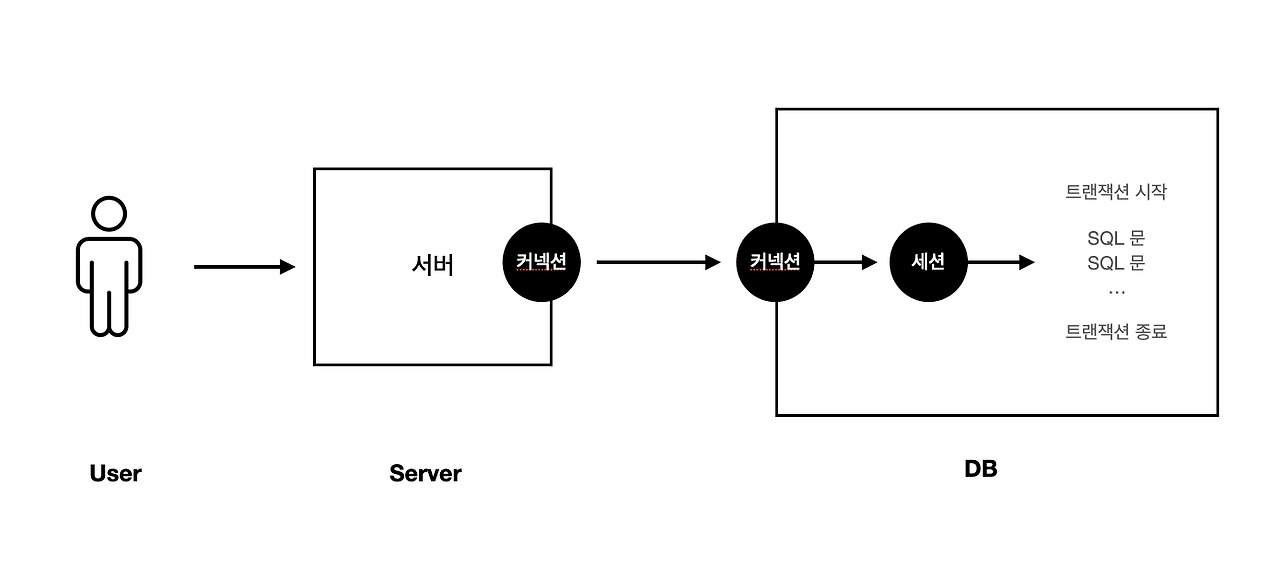 서버
커넥션
커넥션
세션
트랜잭션 시작
SQL 문
SQL 문
...
트랜잭션 종료
User
Server
DB